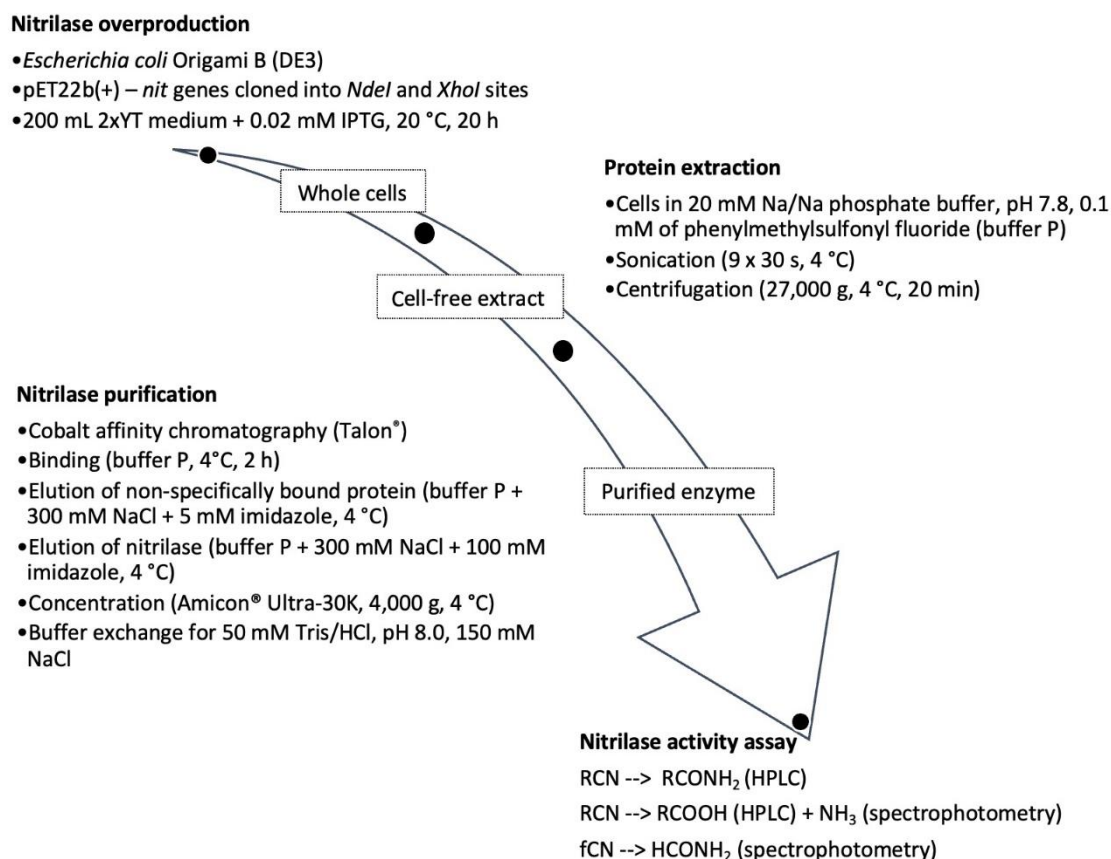 Nitrilase overproduction
•Escherichia coli Origami B (DE3)
•pET22b(+) – nit genes cloned into NdeI and XhoI sites
•200 mL 2xYT medium + 0.02 mM IPTG, 20 °C, 20 h
Whole cells
Protein extraction
•Cells in 20 mM Na/Na phosphate buffer, pH 7.8, 0.1
mM of phenylmethylsulfonyl fluoride (buffer P)
•Sonication (9 x 30 s, 4 °C)
•Centrifugation (27,000 g, 4 °C, 20 min)
Cell-free extract
Nitrilase purification
•Cobalt affinity chromatography (Talon®)
•Binding (buffer P, 4°C, 2 h)
•Elution of non-specifically bound protein (buffer P +
300 mM NaCl + 5 mM imidazole, 4 °C)
•Elution of nitrilase (buffer P + 300 mM NaCl + 100 mM
imidazole, 4 °C)
•Concentration (Amicon® Ultra-30K, 4,000 g, 4 °C)
•Buffer exchange for 50 mM Tris/HCl, pH 8.0, 150 mM
NaCl
Purified enzyme
Nitrilase activity assay
RCN --> RCONH₂ (HPLC)
RCN --> RCOOH (HPLC) + NH₃ (spectrophotometry)
fCN --> HCONH₂ (spectrophotometry)